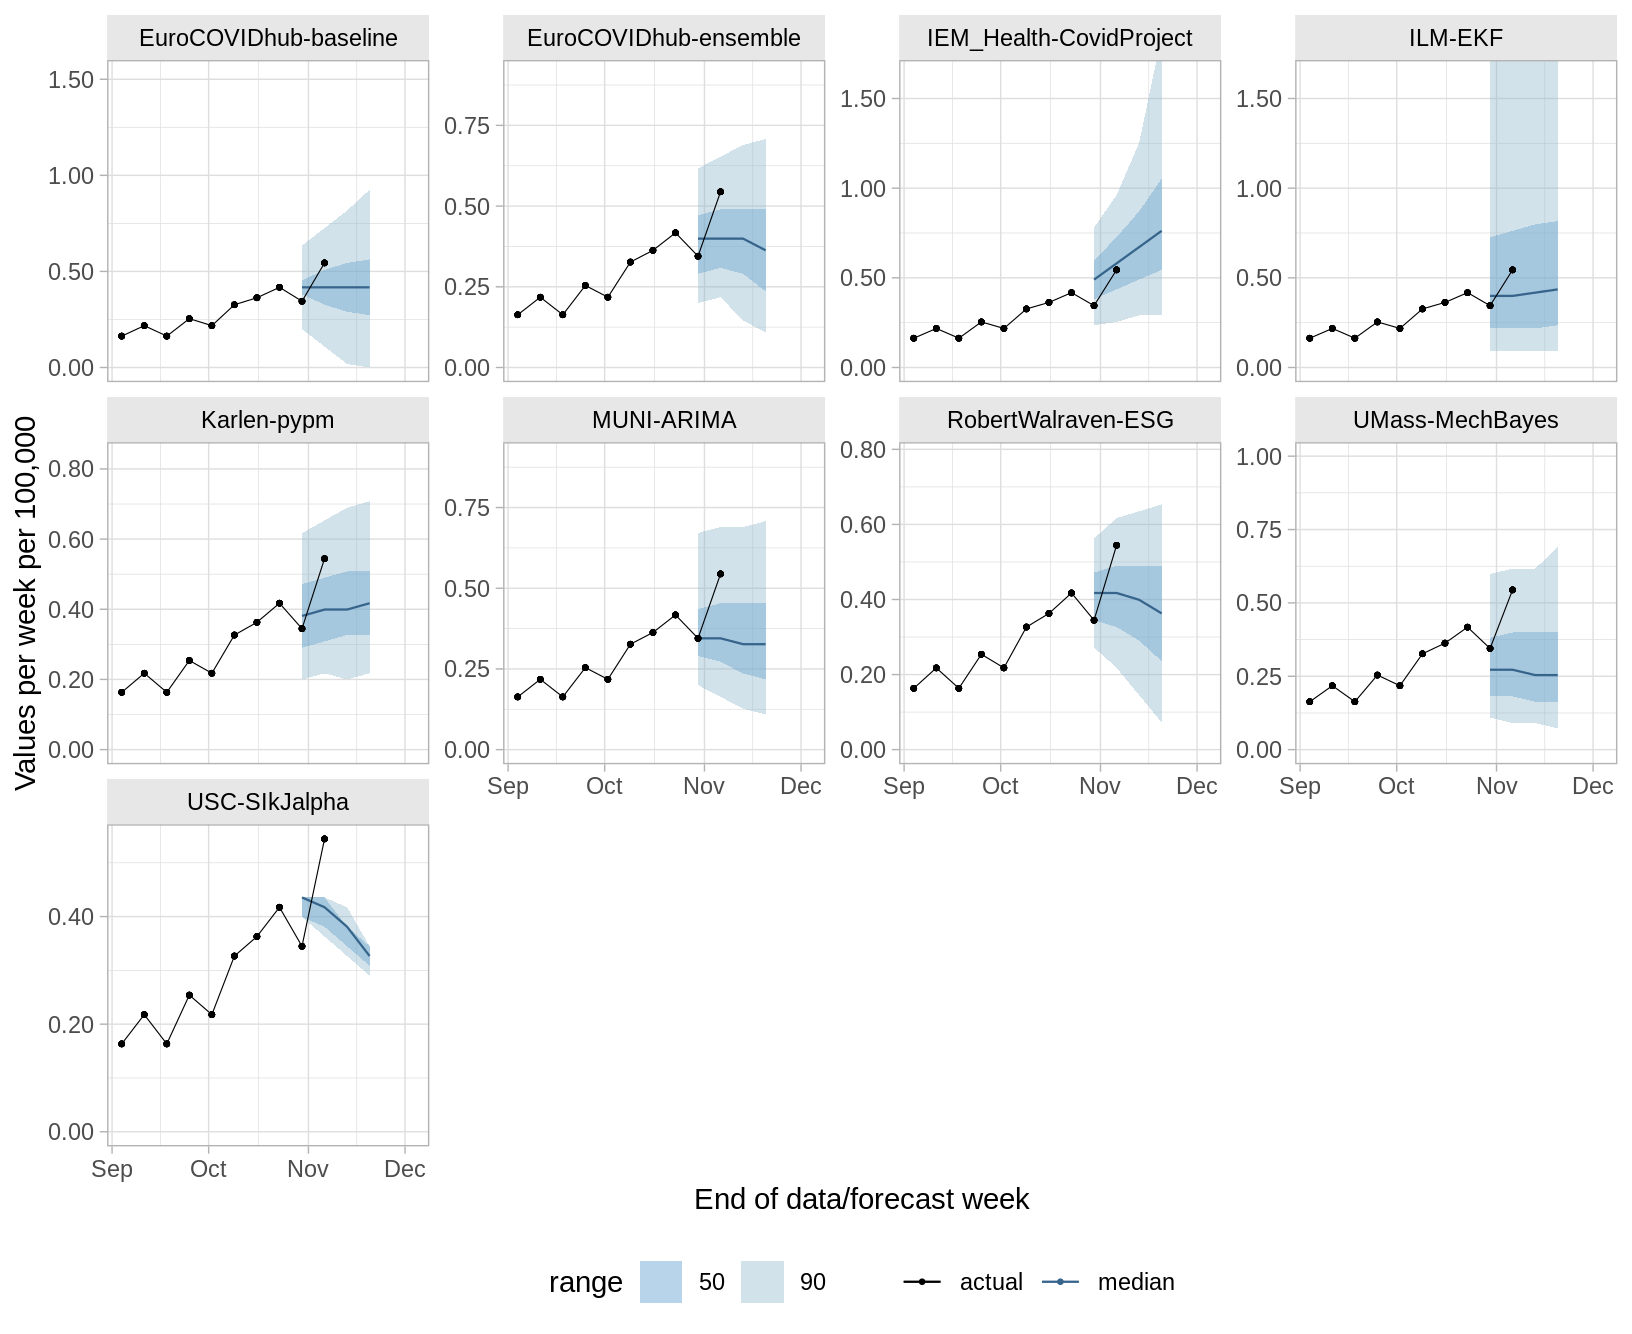 EuroCOVIDhub-baseline
EuroCOVIDhub-ensemble
IEM_Health-CovidProject
ILM-EKF
1.50
1.00
0.50
0.00
0.75
0.50
0.25
0.00
1.50
1.00
0.50
0.00
1.50
1.00
0.50
0.00
Values per week per 100,000
Karlen-pypm
MUNI-ARIMA
RobertWalraven-ESG
UMass-MechBayes
0.80
0.60
0.40
0.20
0.00
0.75
0.50
0.25
0.00
0.80
0.60
0.40
0.20
0.00
1.00
0.75
0.50
0.25
0.00
Sep Oct Nov Dec
Sep Oct Nov Dec
Sep Oct Nov Dec
USC-SIkJalpha
0.40
0.20
0.00
Sep Oct Nov Dec
End of data/forecast week
range 50 90 actual median